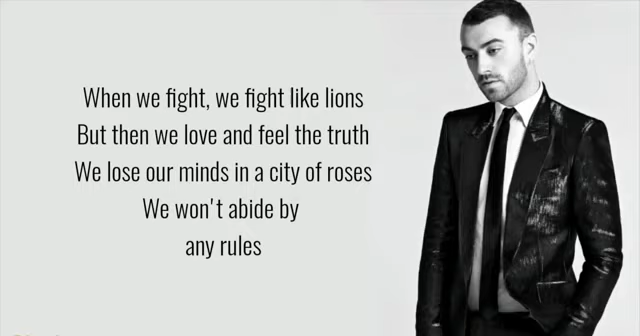 When we fight, we fight like lions
But then we love and feel the truth
We lose our minds in a city of roses
We won't abide by
any rules